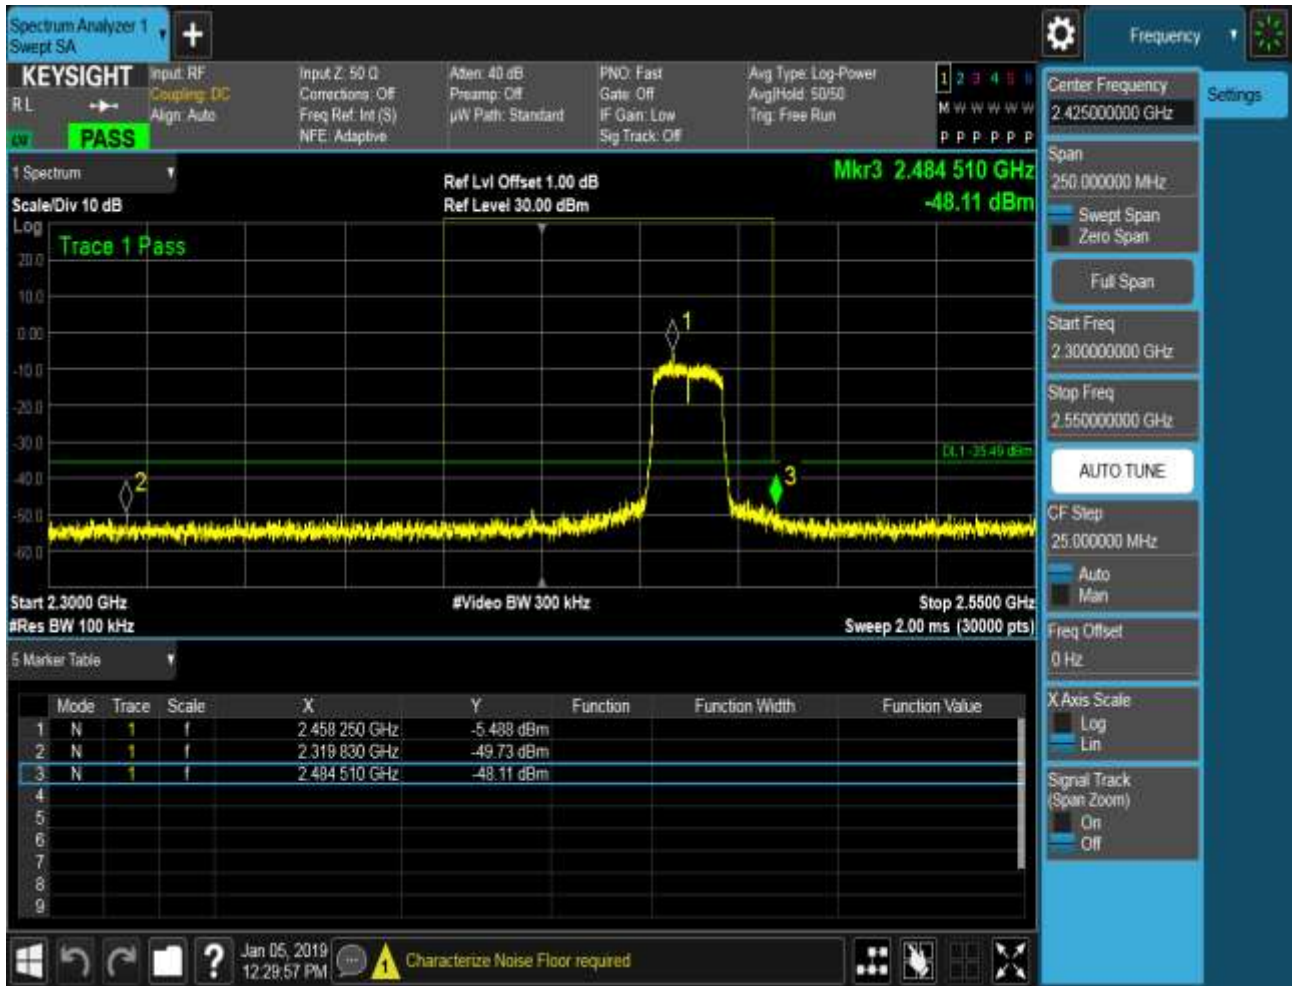 Spectrum Analyzer 1
Swept SA
+
Frequency
KEYSIGHT
Input: RF
Coupling: DC
Align: Auto
Input Z: 50 Ω
Corrections: Off
Freq Ref: Int (S)
NFE: Adaptive
Atten: 40 dB
Preamp: Off
µW Path: Standard
PNO: Fast
Gate: Off
IF Gain: Low
Sig Track: Off
Avg Type: Log-Power
Avg|Hold: 50/50
Trig: Free Run
1 2 3 4 5 6
M W W W W W
P P P P P P
R L
PASS
1 Spectrum
Scale/Div 10 dB
Ref Lvl Offset 1.00 dB
Ref Level 30.00 dBm
Mkr3 2.484 510 GHz
-48.11 dBm
Log
Trace 1 Pass
20.0
10.0
0.00
-10.0
-20.0
-30.0
-40.0
-50.0
-60.0
1
2
3
DL1 -35.49 dBm
Start 2.3000 GHz
#Res BW 100 kHz
#Video BW 300 kHz
Stop 2.5500 GHz
Sweep 2.00 ms (30000 pts)
5 Marker Table
Mode Trace Scale X Y Function Function Width Function Value
1 N 1 f 2.458 250 GHz -5.488 dBm
2 N 1 f 2.319 830 GHz -49.73 dBm
3 N 1 f 2.484 510 GHz -48.11 dBm
4
5
6
7
8
9
?
Jan 05, 2019
12:29:57 PM
1
Characterize Noise Floor required
Center Frequency
2.425000000 GHz
Settings
Span
250.000000 MHz
Swept Span
Zero Span
Full Span
Start Freq
2.300000000 GHz
Stop Freq
2.550000000 GHz
AUTO TUNE
CF Step
25.000000 MHz
Auto
Man
Freq Offset
0 Hz
X Axis Scale
Log
Lin
Signal Track
(Span Zoom)
On
Off